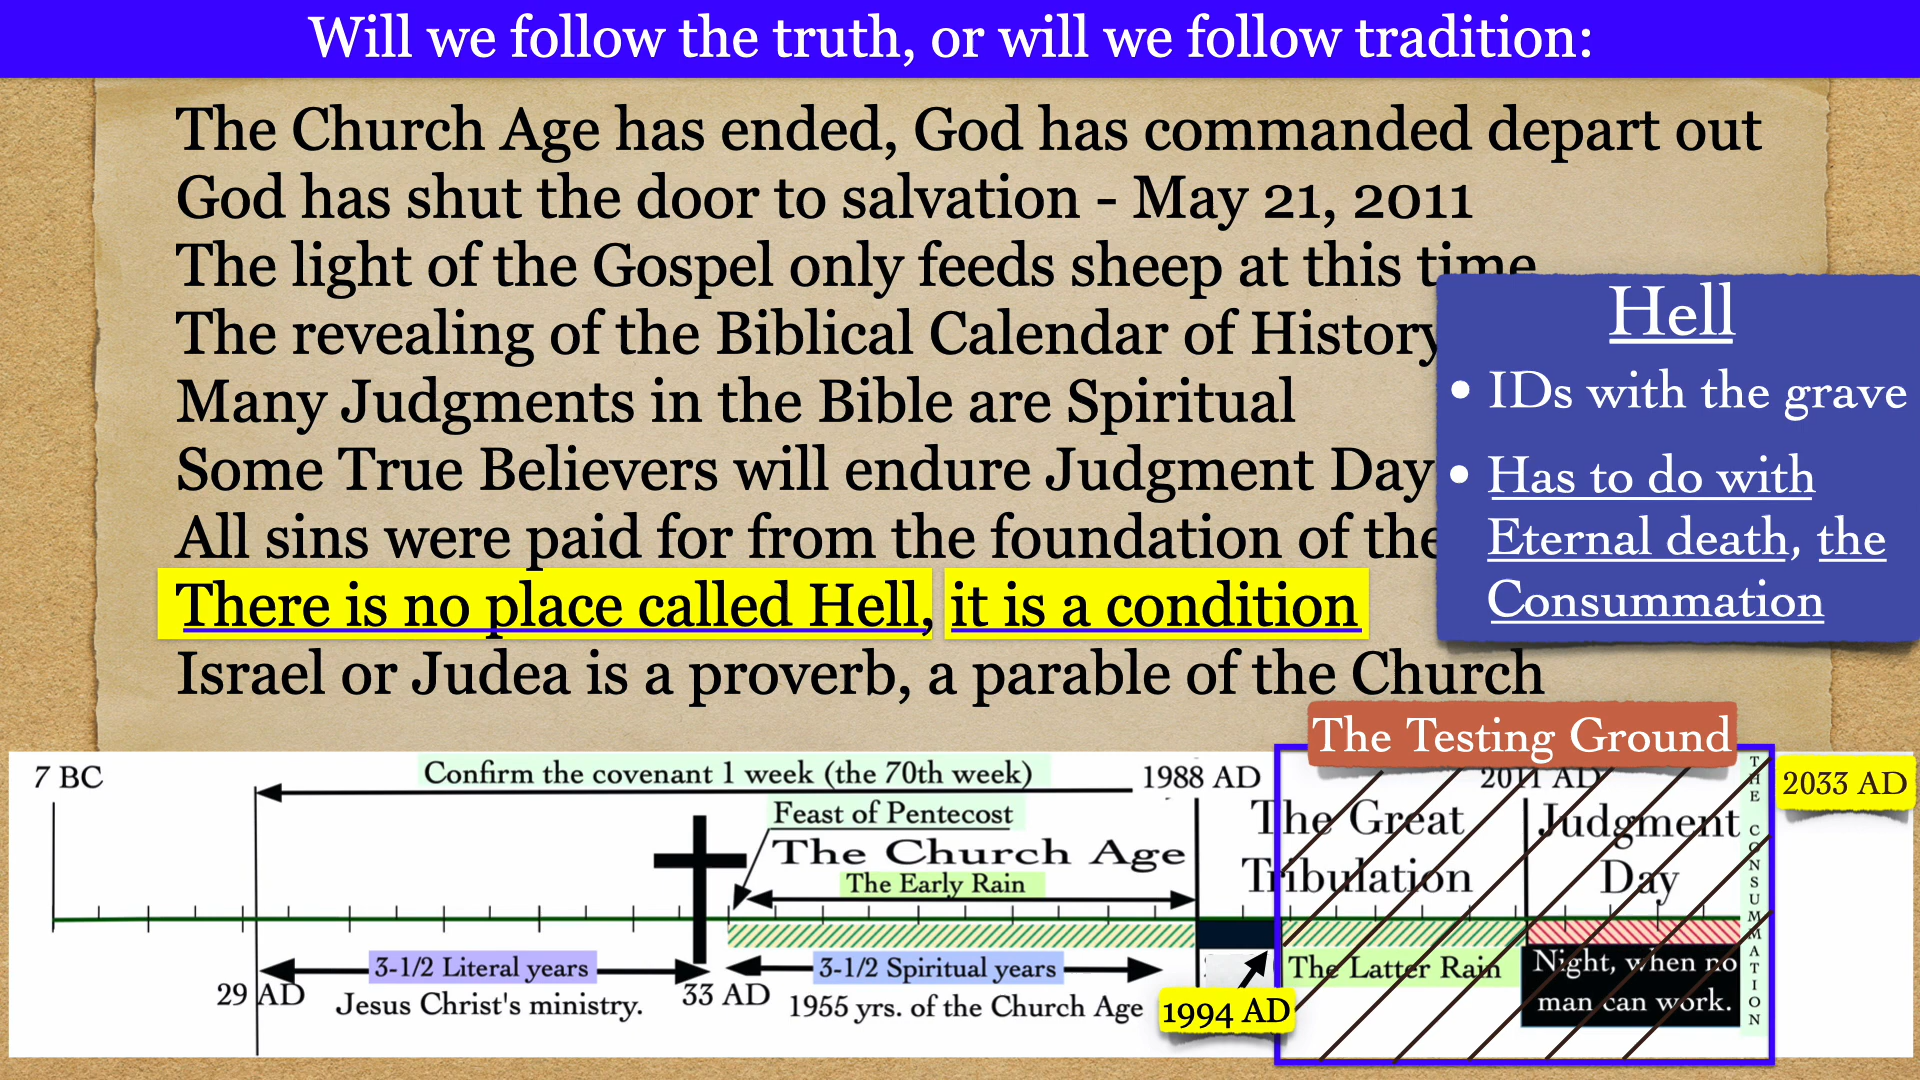 Will we follow the truth, or will we follow tradition:
The Church Age has ended, God has commanded depart out
God has shut the door to salvation - May 21, 2011
The light of the Gospel only feeds sheep at this time
The revealing of the Biblical Calendar of History
Many Judgments in the Bible are Spiritual
Some True Believers will endure Judgment Day
All sins were paid for from the foundation of the
There is no place called Hell, it is a condition
Israel or Judea is a proverb, a parable of the Church
Hell
• IDs with the grave
• Has to do with
Eternal death, the
Consummation
The Testing Ground
7 BC
Confirm the covenant 1 week (the 70th week)
1988 AD
2011 AD
2033 AD
Feast of Pentecost
The Church Age
The Early Rain
The Great
Tribulation
Judgment
Day
THE CONSUMMATION
3-1/2 Literal years
3-1/2 Spiritual years
The Latter Rain
Night, when no
man can work.
29 AD
Jesus Christ's ministry.
33 AD
1955 yrs. of the Church Age
1994 AD